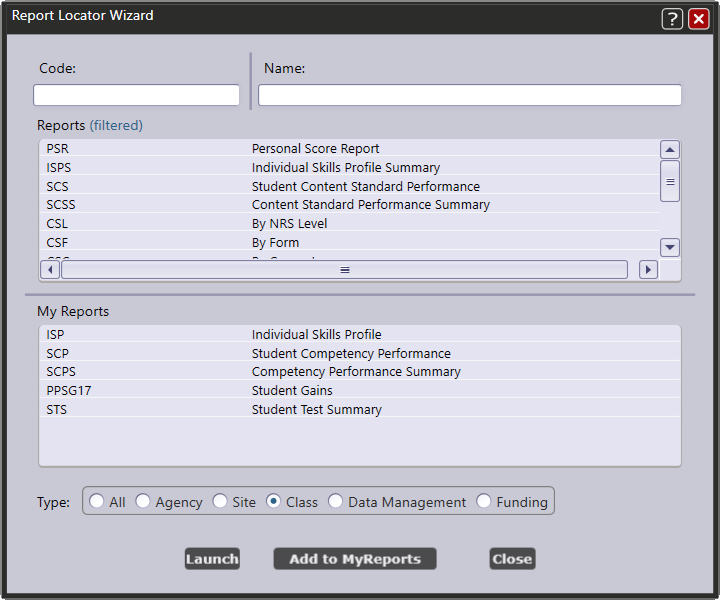 Report Locator Wizard ?
Code: Name:
Reports (filtered)
PSR Personal Score Report
ISPS Individual Skills Profile Summary
SCS Student Content Standard Performance
SCSS Content Standard Performance Summary
CSL By NRS Level
CSF By Form
My Reports
ISP Individual Skills Profile
SCP Student Competency Performance
SCPS Competency Performance Summary
PPSG17 Student Gains
STS Student Test Summary
Type: All Agency Site Class Data Management Funding
Launch Add to MyReports Close